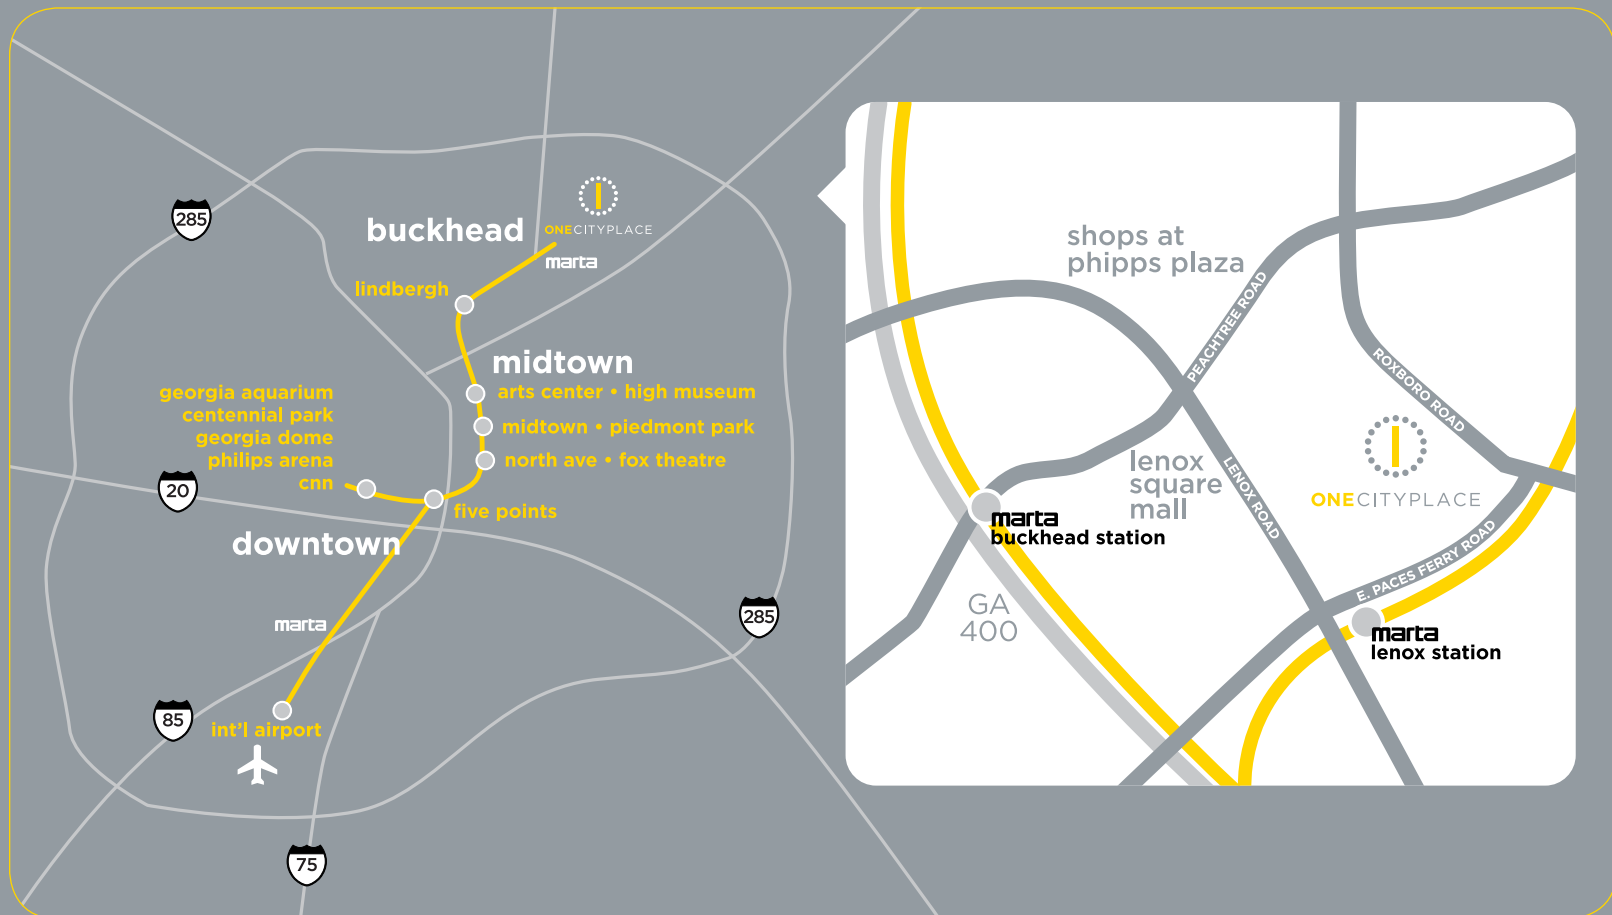 285
buckhead
ONECITYPLACE
marta
lindbergh
midtown
arts center • high museum
midtown • piedmont park
north ave • fox theatre
georgia aquarium
centennial park
georgia dome
philips arena
cnn
20
five points
downtown
marta
285
85
int'l airport
75
shops at
phipps plaza
PEACHTREE ROAD
ROXBORO ROAD
lenox
square
mall
LENOX ROAD
ONECITYPLACE
marta
buckhead station
E. PACES FERRY ROAD
GA
400
marta
lenox station